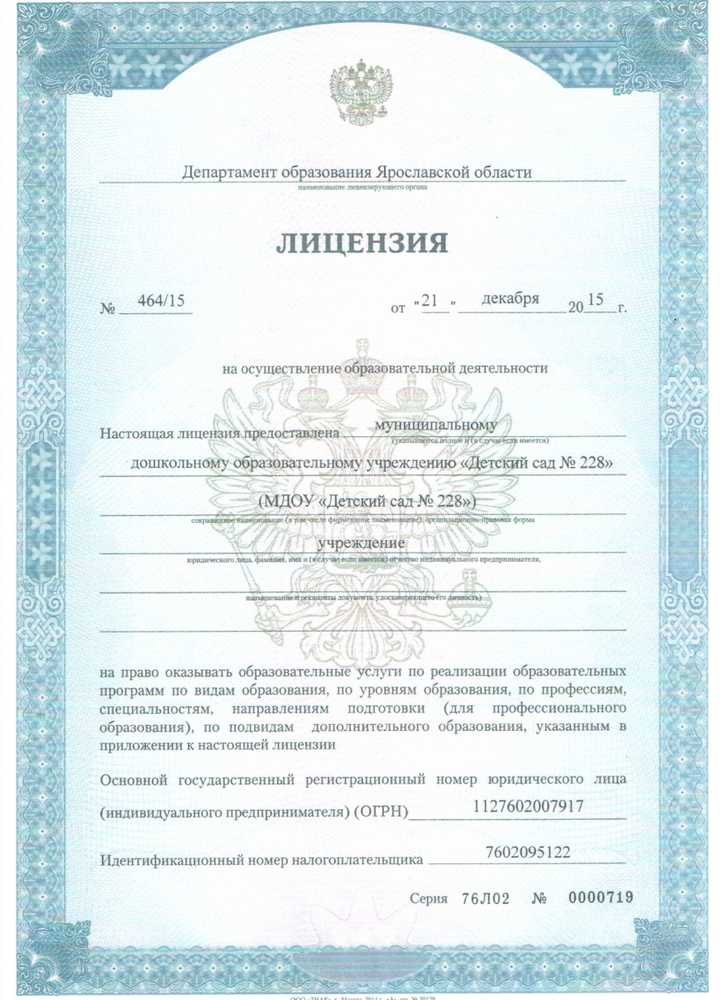 Департамент образования Ярославской области
наименование лицензирующего органа
ЛИЦЕНЗИЯ
№ 464/15 от "21" декабря 2015 г.
на осуществление образовательной деятельности
Настоящая лицензия предоставлена муниципальному
(указываются полное и (в случае если имеется)
дошкольному образовательному учреждению «Детский сад № 228»
(МДОУ «Детский сад № 228»)
сокращенное наименование (в том числе фирменное наименование), организационно-правовая форма
учреждение
юридического лица, фамилия, имя и (в случае если имеется) отчество индивидуального предпринимателя,
наименование и реквизиты документа, удостоверяющего его личность)
на право оказывать образовательные услуги по реализации образовательных
программ по видам образования, по уровням образования, по профессиям,
специальностям, направлениям подготовки (для профессионального
образования), по подвидам дополнительного образования, указанным в
приложении к настоящей лицензии
Основной государственный регистрационный номер юридического лица
(индивидуального предпринимателя) (ОГРН) 1127602007917
Идентификационный номер налогоплательщика 7602095122
Серия 76Л02 № 0000719